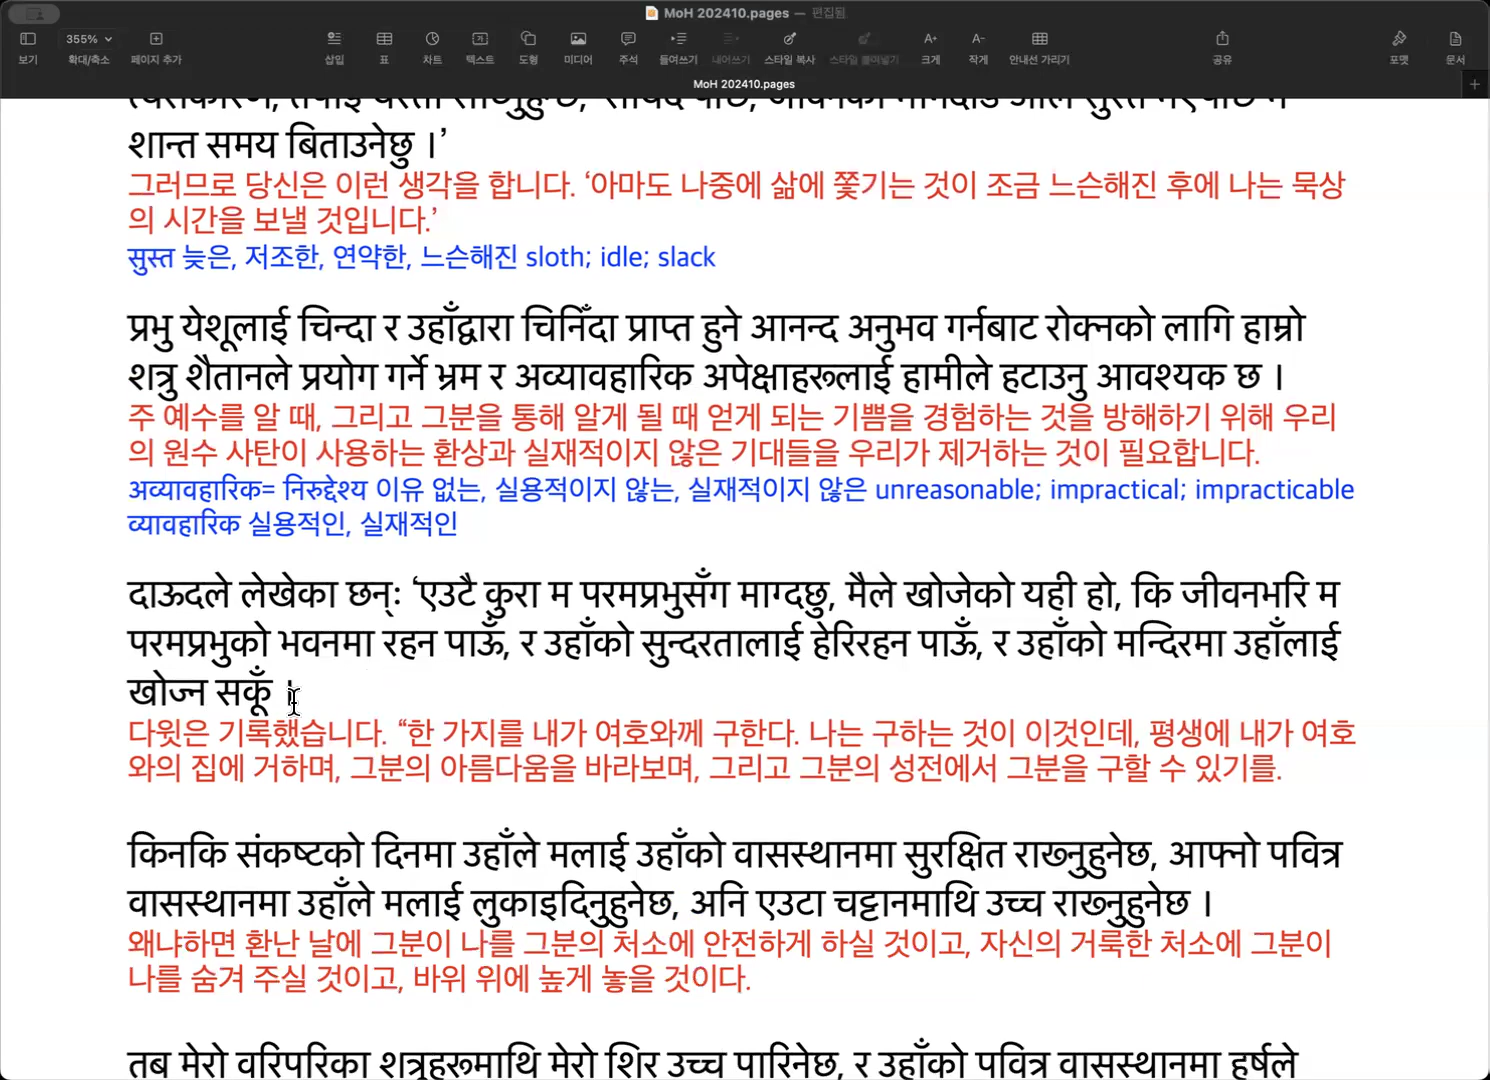 MoH 202410.pages — 편집됨
355%
보기
확대/축소
페이지 추가
삽입
표
차트
텍스트
도형
미디어
주석
들여쓰기
내어쓰기
스타일 복사
스타일 붙여넣기
크게
작게
안내선 가리기
공유
포맷
문서
MoH 202410.pages
शान्त समय बिताउनेछु ।’
그러므로 당신은 이런 생각을 합니다. ‘아마도 나중에 삶에 쫓기는 것이 조금 느슨해진 후에 나는 묵상
의 시간을 보낼 것입니다.’
सुस्त 늦은, 저조한, 연약한, 느슨해진 sloth; idle; slack
प्रभु येशूलाई चिन्दा र उहाँद्वारा चिनिँदा प्राप्त हुने आनन्द अनुभव गर्नबाट रोक्नको लागि हाम्रो
शत्रु शैतानले प्रयोग गर्ने भ्रम र अव्यावहारिक अपेक्षाहरूलाई हामीले हटाउनु आवश्यक छ ।
주 예수를 알 때, 그리고 그분을 통해 알게 될 때 얻게 되는 기쁨을 경험하는 것을 방해하기 위해 우리
의 원수 사탄이 사용하는 환상과 실재적이지 않은 기대들을 우리가 제거하는 것이 필요합니다.
अव्यावहारिक= निरुद्देश्य 이유 없는, 실용적이지 않는, 실재적이지 않은 unreasonable; impractical; impracticable
व्यावहारिक 실용적인, 실재적인
दाऊदले लेखेका छन्ः ‘एउटै कुरा म परमप्रभुसँग माग्दछु, मैले खोजेको यही हो, कि जीवनभरि म
परमप्रभुको भवनमा रहन पाऊँ, र उहाँको सुन्दरतालाई हेरिरहन पाऊँ, र उहाँको मन्दिरमा उहाँलाई
खोज्न सकूँ ।
다윗은 기록했습니다. “한 가지를 내가 여호와께 구한다. 나는 구하는 것이 이것인데, 평생에 내가 여호
와의 집에 거하며, 그분의 아름다움을 바라보며, 그리고 그분의 성전에서 그분을 구할 수 있기를.
किनकि संकष्टको दिनमा उहाँले मलाई उहाँको वासस्थानमा सुरक्षित राख्नुहुनेछ, आफ्नो पवित्र
वासस्थानमा उहाँले मलाई लुकाइदिनुहुनेछ, अनि एउटा चट्टानमाथि उच्च राख्नुहुनेछ ।
왜냐하면 환난 날에 그분이 나를 그분의 처소에 안전하게 하실 것이고, 자신의 거룩한 처소에 그분이
나를 숨겨 주실 것이고, 바위 위에 높게 놓을 것이다.
तब मेरो वरिपरिका शत्रुहरूमाथि मेरो शिर उच्च पारिनेछ, र उहाँको पवित्र वासस्थानमा हर्षले